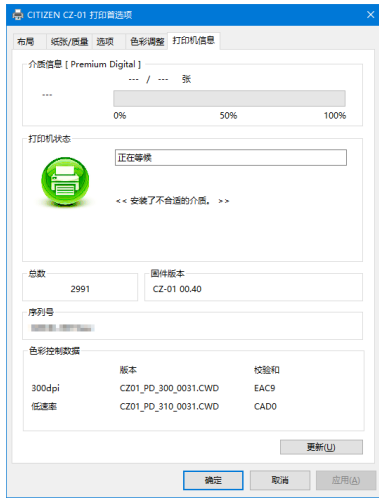 CITIZEN CZ-01 打印首选项
布局 纸张/质量 选项 色彩调整 打印机信息
介质信息 [ Premium Digital ]
--- / --- 张
---
0% 50% 100%
打印机状态
正在等候
<< 安装了不合适的介质。 >>
总数 固件版本
2991 CZ-01 00.40
序列号
色彩控制数据
版本 校验和
300dpi CZ01_PD_300_0031.CWD EAC9
低速率 CZ01_PD_310_0031.CWD CAD0
更新(U)
确定 取消 应用(A)